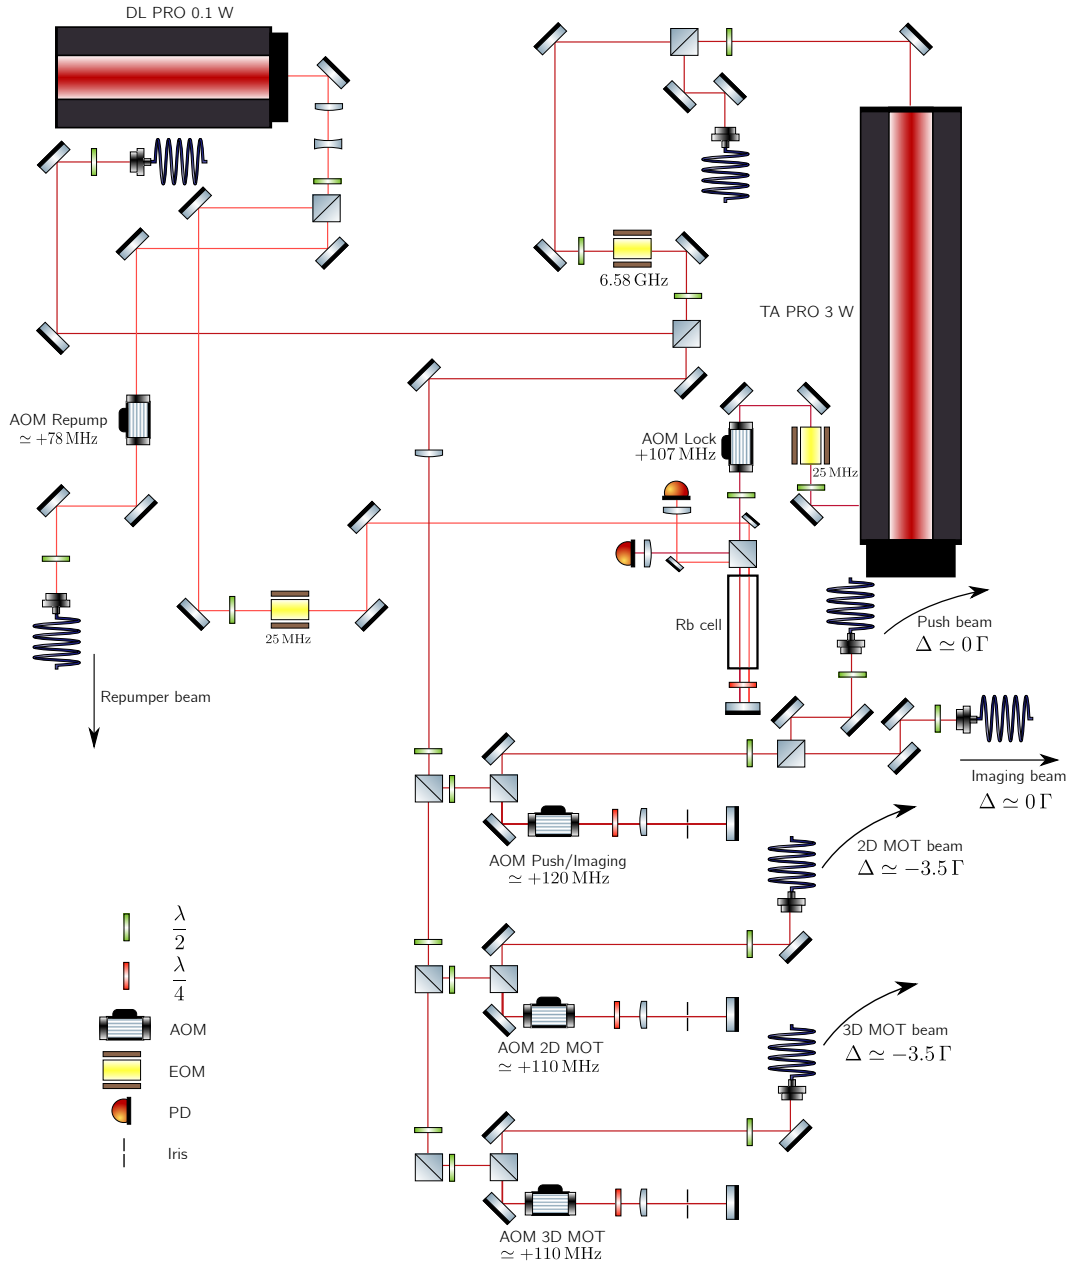 DL PRO 0.1 W
6.58 GHz
TA PRO 3 W
AOM Repump
≃ +78 MHz
AOM Lock
+107 MHz
25 MHz
25 MHz
Rb cell
Push beam
Δ ≃ 0 Γ
Repumper beam
Imaging beam
Δ ≃ 0 Γ
AOM Push/Imaging
≃ +120 MHz
2D MOT beam
Δ ≃ −3.5 Γ
λ/2
λ/4
AOM
EOM
PD
Iris
AOM 2D MOT
≃ +110 MHz
3D MOT beam
Δ ≃ −3.5 Γ
AOM 3D MOT
≃ +110 MHz